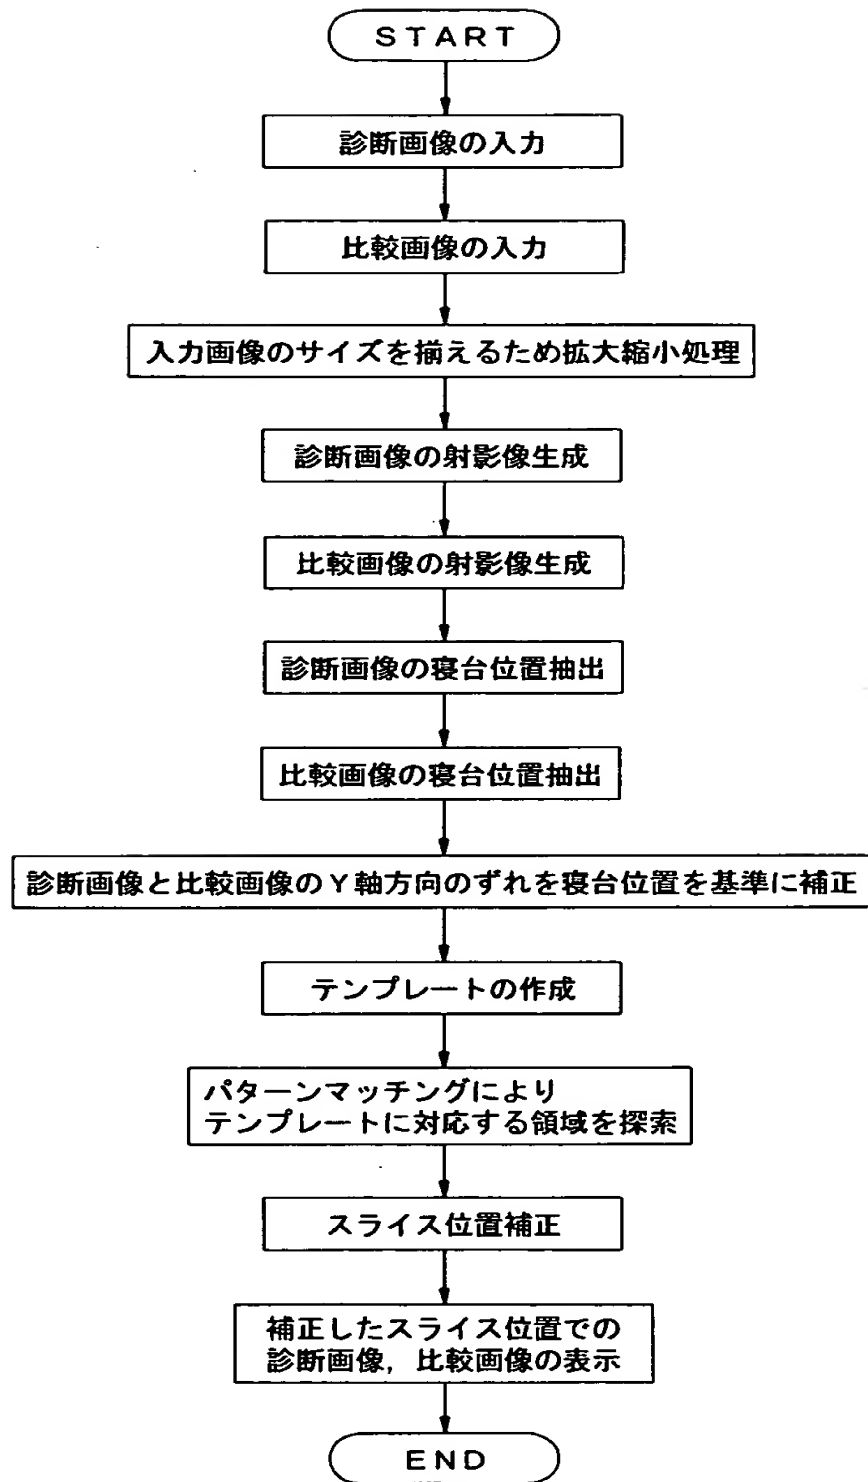 START
診断画像の入力
比較画像の入力
入力画像のサイズを揃えるため拡大縮小処理
診断画像の射影像生成
比較画像の射影像生成
診断画像の寝台位置抽出
比較画像の寝台位置抽出
診断画像と比較画像のY軸方向のずれを寝台位置を基準に補正
テンプレートの作成
パターンマッチングにより
テンプレートに対応する領域を探索
スライス位置補正
補正したスライス位置での
診断画像，比較画像の表示
END